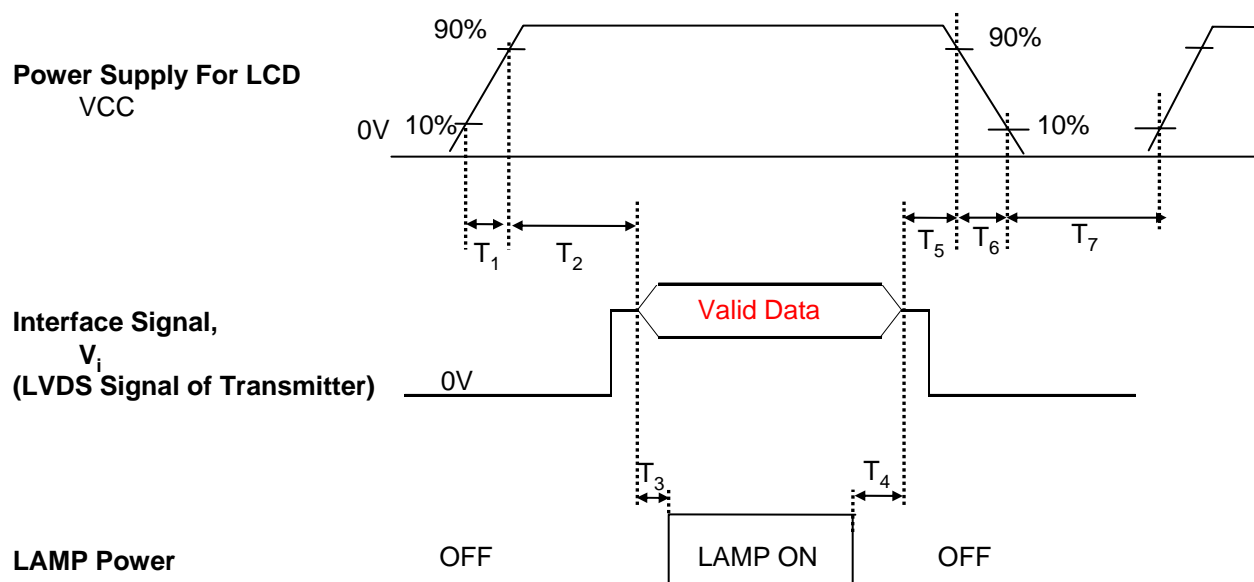 90%
90%
Power Supply For LCD
VCC
0V
10%
10%
T1
T2
T5
T6
T7
Interface Signal,
Vi
(LVDS Signal of Transmitter)
Valid Data
0V
T3
T4
LAMP Power
OFF
LAMP ON
OFF